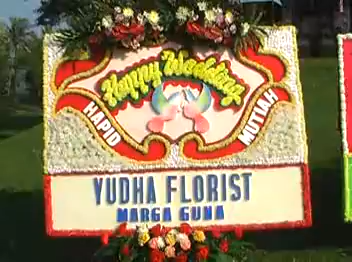 Happy Wedding
HAPID
MUTIAH
YUDHA FLORIST
MARGA GUNA